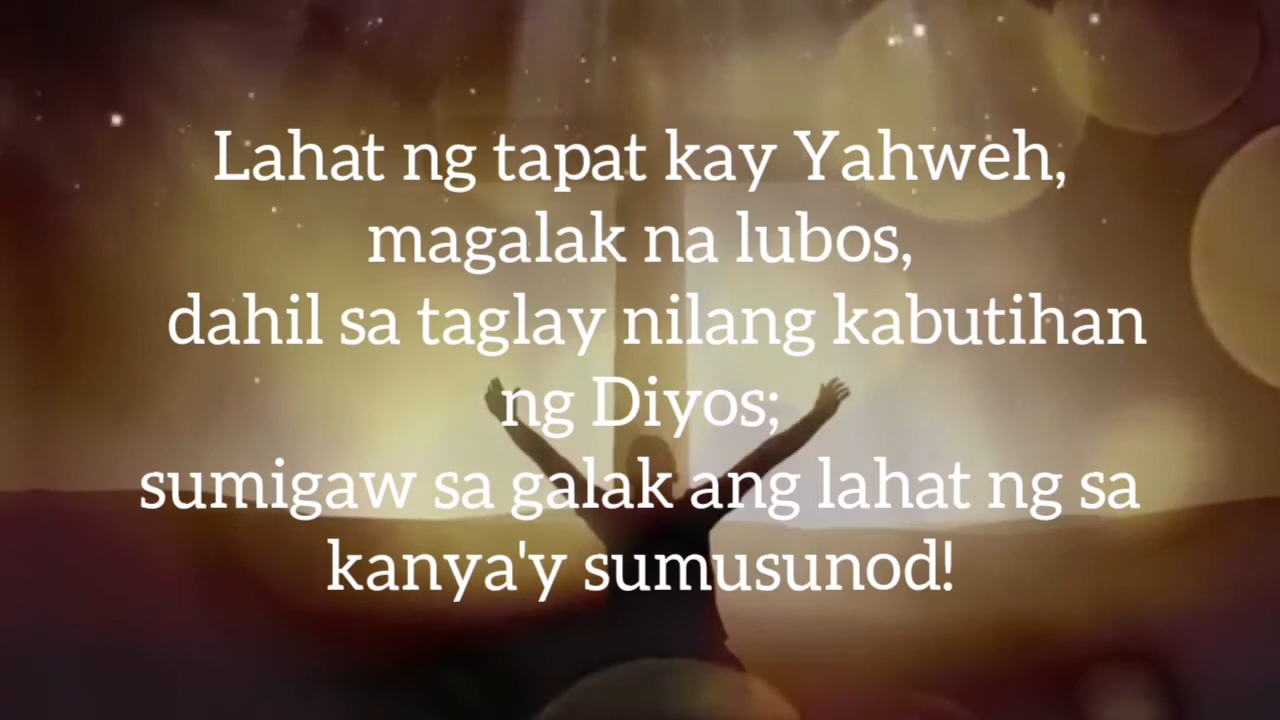 Lahat ng tapat kay Yahweh,
magalak na lubos,
dahil sa taglay nilang kabutihan
ng Diyos;
sumigaw sa galak ang lahat ng sa
kanya'y sumusunod!